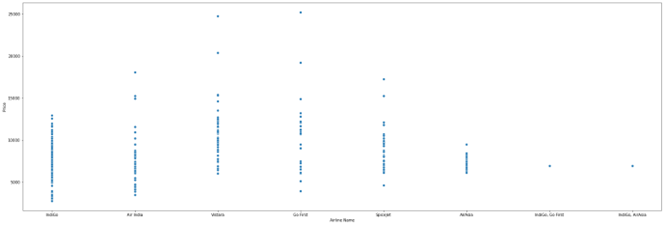 25000
20000
15000
10000
5000
Price
IndiGo
Air India
Vistara
Go First
SpiceJet
AirAsia
IndiGo, Go First
IndiGo, AirAsia
Airline Name